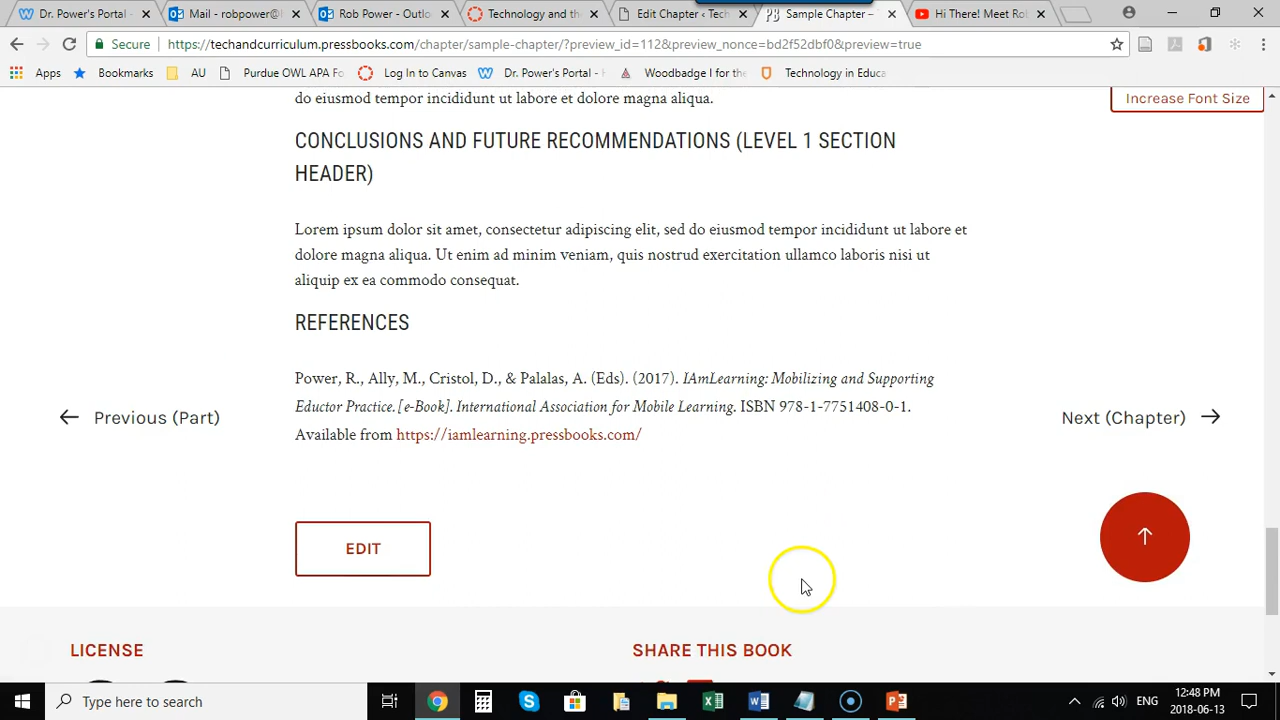 Dr. Power's Portal
Mail - robpower@l
Rob Power - Outlo
Technology and th
Edit Chapter ‹ Tech
Sample Chapter –
Hi There! Meet Ro
Secure
https://techandcurriculum.pressbooks.com/chapter/sample-chapter/?preview_id=112&preview_nonce=bd2f52dbf0&preview=true
Apps
Bookmarks
AU
Purdue OWL APA Fo
Log In to Canvas
Dr. Power's Portal - H
Woodbadge I for the
Technology in Educa
do eiusmod tempor incididunt ut labore et dolore magna aliqua.
Increase Font Size
CONCLUSIONS AND FUTURE RECOMMENDATIONS (LEVEL 1 SECTION
HEADER)
Lorem ipsum dolor sit amet, consectetur adipiscing elit, sed do eiusmod tempor incididunt ut labore et
dolore magna aliqua. Ut enim ad minim veniam, quis nostrud exercitation ullamco laboris nisi ut
aliquip ex ea commodo consequat.
REFERENCES
Power, R., Ally, M., Cristol, D., & Palalas, A. (Eds). (2017). IAmLearning: Mobilizing and Supporting
Eductor Practice. [e-Book]. International Association for Mobile Learning. ISBN 978-1-7751408-0-1.
Available from https://iamlearning.pressbooks.com/
← Previous (Part)
Next (Chapter) →
EDIT
LICENSE
SHARE THIS BOOK
Type here to search
ENG
12:48 PM
2018-06-13